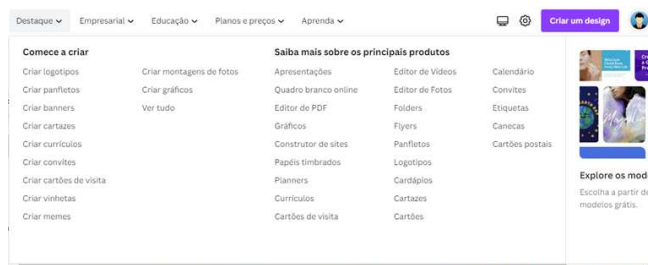 Destaque
Empresarial
Educação
Planos e preços
Aprenda
Criar um design
Comece a criar
Criar logotipos
Criar panfletos
Criar banners
Criar cartazes
Criar currículos
Criar convites
Criar cartões de visita
Criar vinhetas
Criar memes
Criar montagens de fotos
Criar gráficos
Ver tudo
Saiba mais sobre os principais produtos
Apresentações
Quadro branco online
Editor de PDF
Gráficos
Construtor de sites
Papéis timbrados
Planners
Currículos
Cartões de visita
Editor de Vídeos
Editor de Fotos
Folders
Flyers
Panfletos
Logotipos
Cardápios
Cartazes
Cartões
Calendário
Convites
Etiquetas
Canecas
Cartões postais
Explore os mod
Escolha a partir de
modelos grátis.